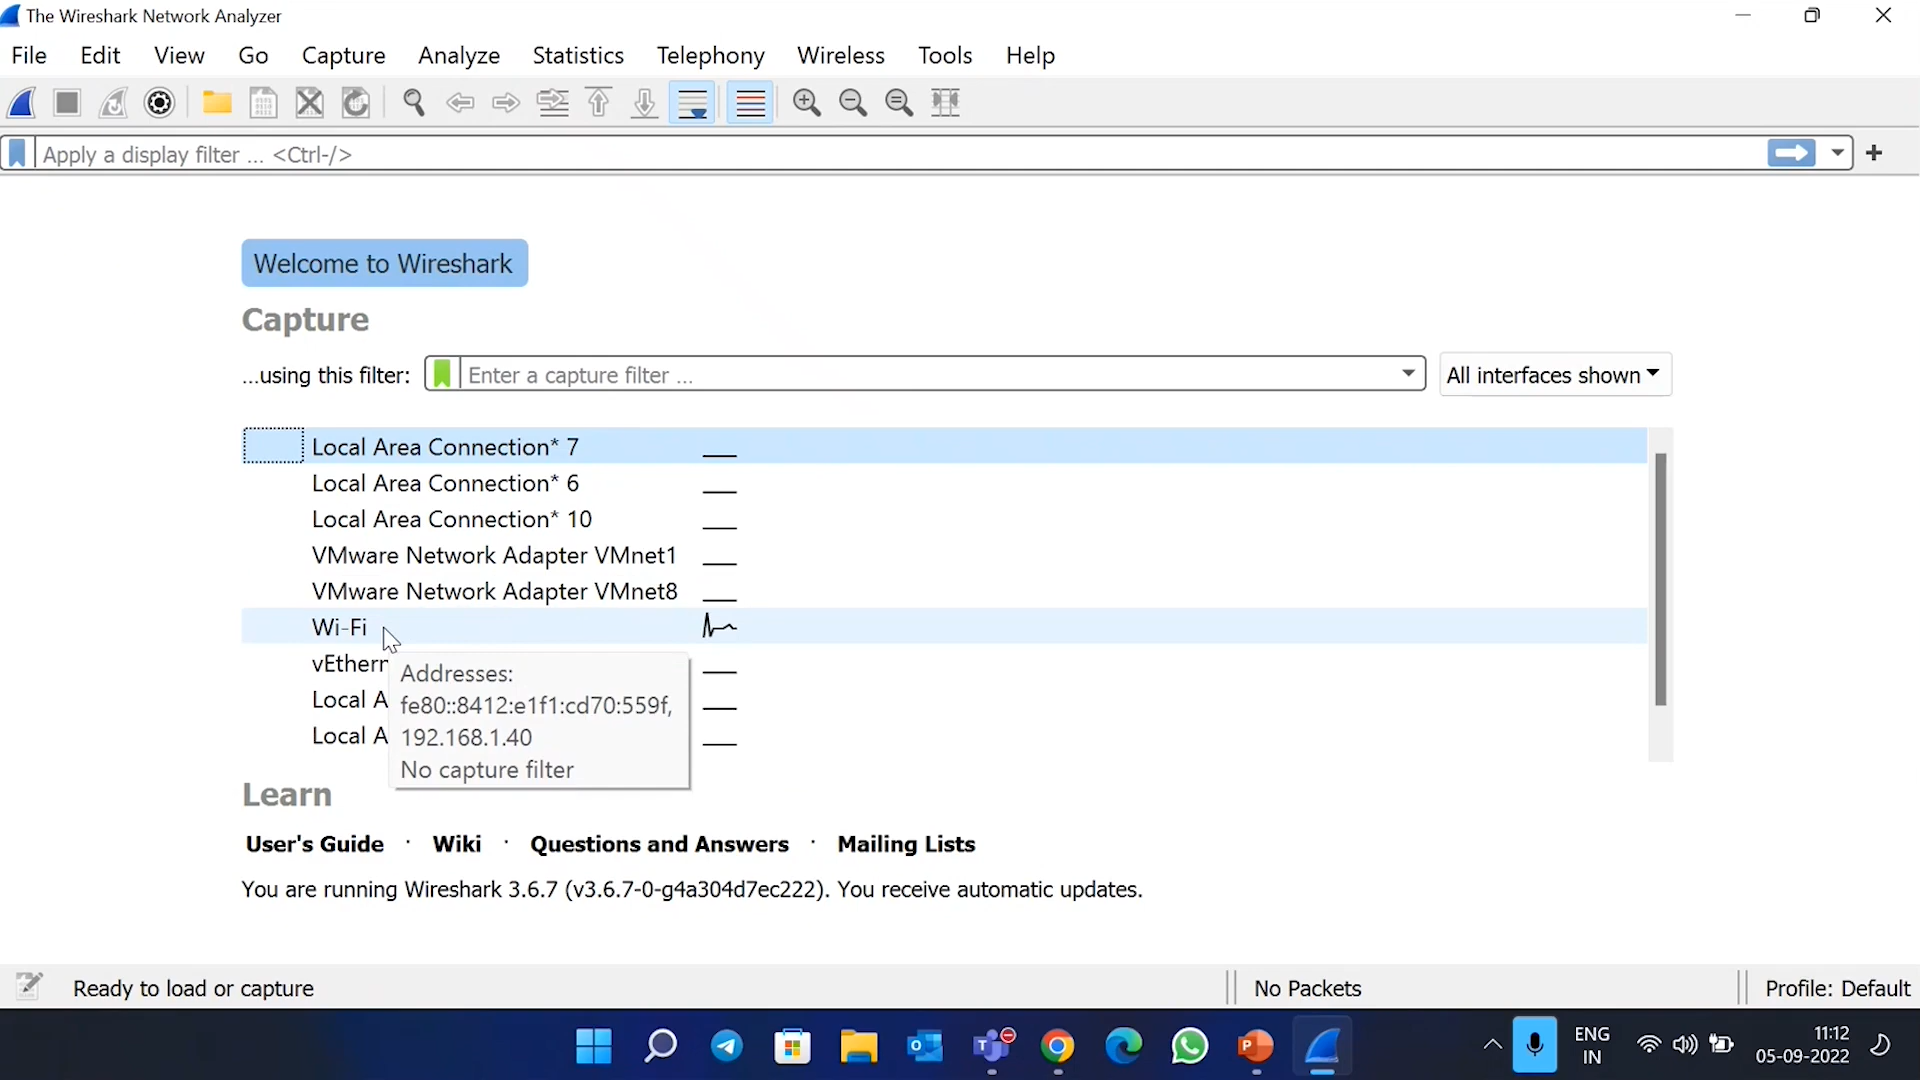 The Wireshark Network Analyzer
File Edit View Go Capture Analyze Statistics Telephony Wireless Tools Help
Apply a display filter ... <Ctrl-/>
Welcome to Wireshark
Capture
...using this filter: Enter a capture filter ... All interfaces shown
Local Area Connection* 7
Local Area Connection* 6
Local Area Connection* 10
VMware Network Adapter VMnet1
VMware Network Adapter VMnet8
Wi-Fi
vEthern
Local A
Local A
Addresses:
fe80::8412:e1f1:cd70:559f,
192.168.1.40
No capture filter
Learn
User's Guide · Wiki · Questions and Answers · Mailing Lists
You are running Wireshark 3.6.7 (v3.6.7-0-g4a304d7ec222). You receive automatic updates.
Ready to load or capture No Packets Profile: Default
ENG 11:12
IN 05-09-2022